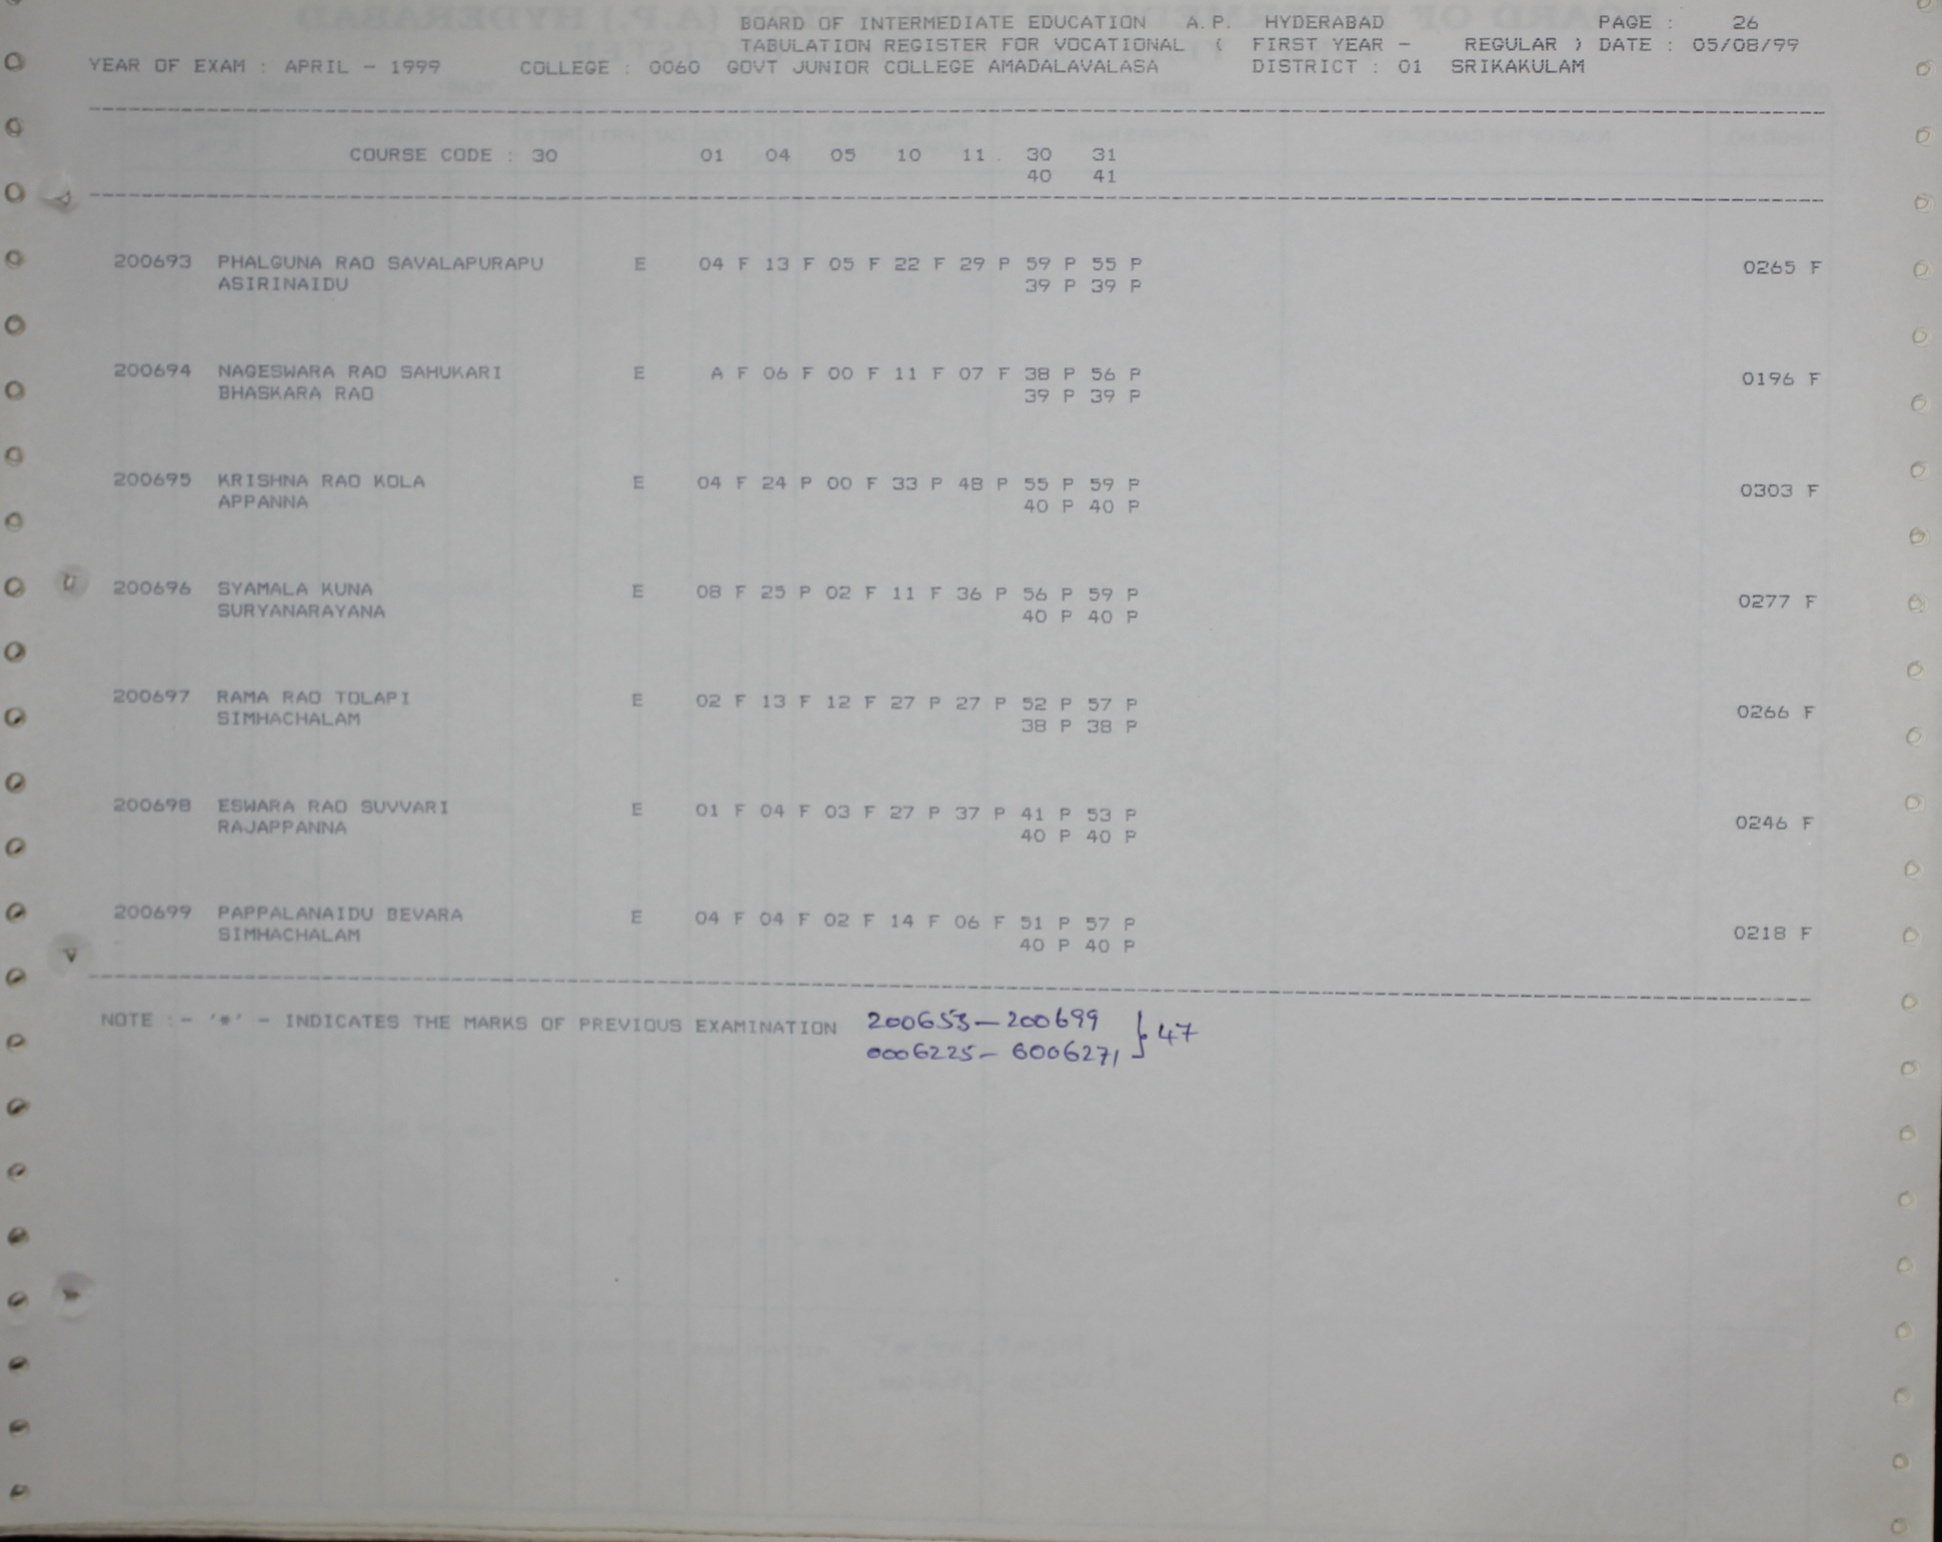 BOARD OF INTERMEDIATE EDUCATION A.P. HYDERABAD PAGE : 26
TABULATION REGISTER FOR VOCATIONAL ( FIRST YEAR - REGULAR ) DATE : 05/08/99
YEAR OF EXAM : APRIL - 1999 COLLEGE : 0060 GOVT JUNIOR COLLEGE AMADALAVALASA DISTRICT : 01 SRIKAKULAM
COURSE CODE : 30 01 04 05 10 11 30 31
40 41
200693 PHALGUNA RAO SAVALAPURAPU E 04 F 13 F 05 F 22 F 29 P 59 P 55 P 0265 F
ASIRINAIDU 39 P 39 P
200694 NAGESWARA RAO SAHUKARI E A F 06 F 00 F 11 F 07 F 38 P 56 P 0196 F
BHASKARA RAO 39 P 39 P
200695 KRISHNA RAO KOLA E 04 F 24 P 00 F 33 P 48 P 55 P 59 P 0303 F
APPANNA 40 P 40 P
200696 SYAMALA KUNA E 08 F 25 P 02 F 11 F 36 P 56 P 59 P 0277 F
SURYANARAYANA 40 P 40 P
200697 RAMA RAO TOLAPI E 02 F 13 F 12 F 27 P 27 P 52 P 57 P 0266 F
SIMHACHALAM 38 P 38 P
200698 ESWARA RAO SUVVARI E 01 F 04 F 03 F 27 P 37 P 41 P 53 P 0246 F
RAJAPPANNA 40 P 40 P
200699 PAPPALANAIDU BEVARA E 04 F 04 F 02 F 14 F 06 F 51 P 57 P 0218 F
SIMHACHALAM 40 P 40 P
NOTE :- '*' - INDICATES THE MARKS OF PREVIOUS EXAMINATION 200653 - 200699
0006225 - 6006271 } 47